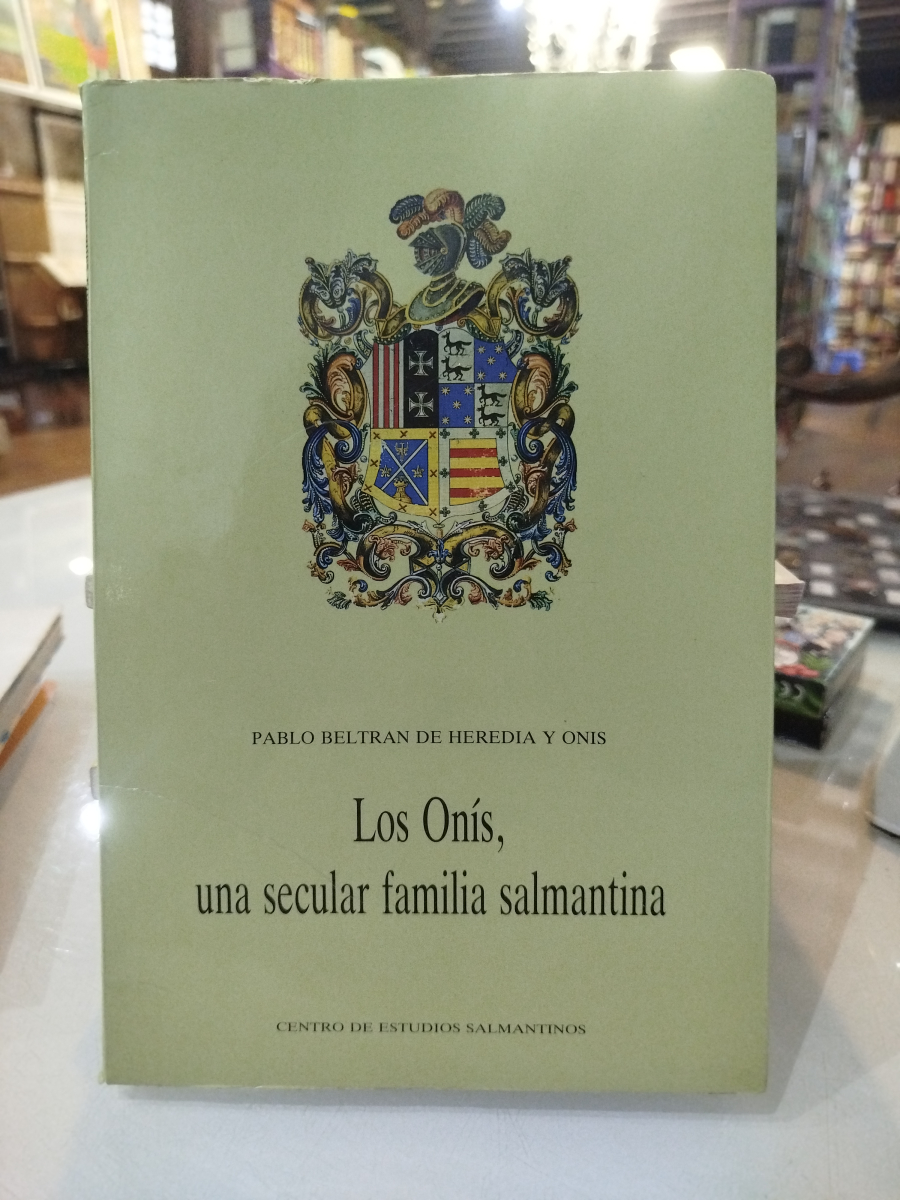 PABLO BELTRAN DE HEREDIA Y ONIS
Los Onís,
una secular familia salmantina
CENTRO DE ESTUDIOS SALMANTINOS